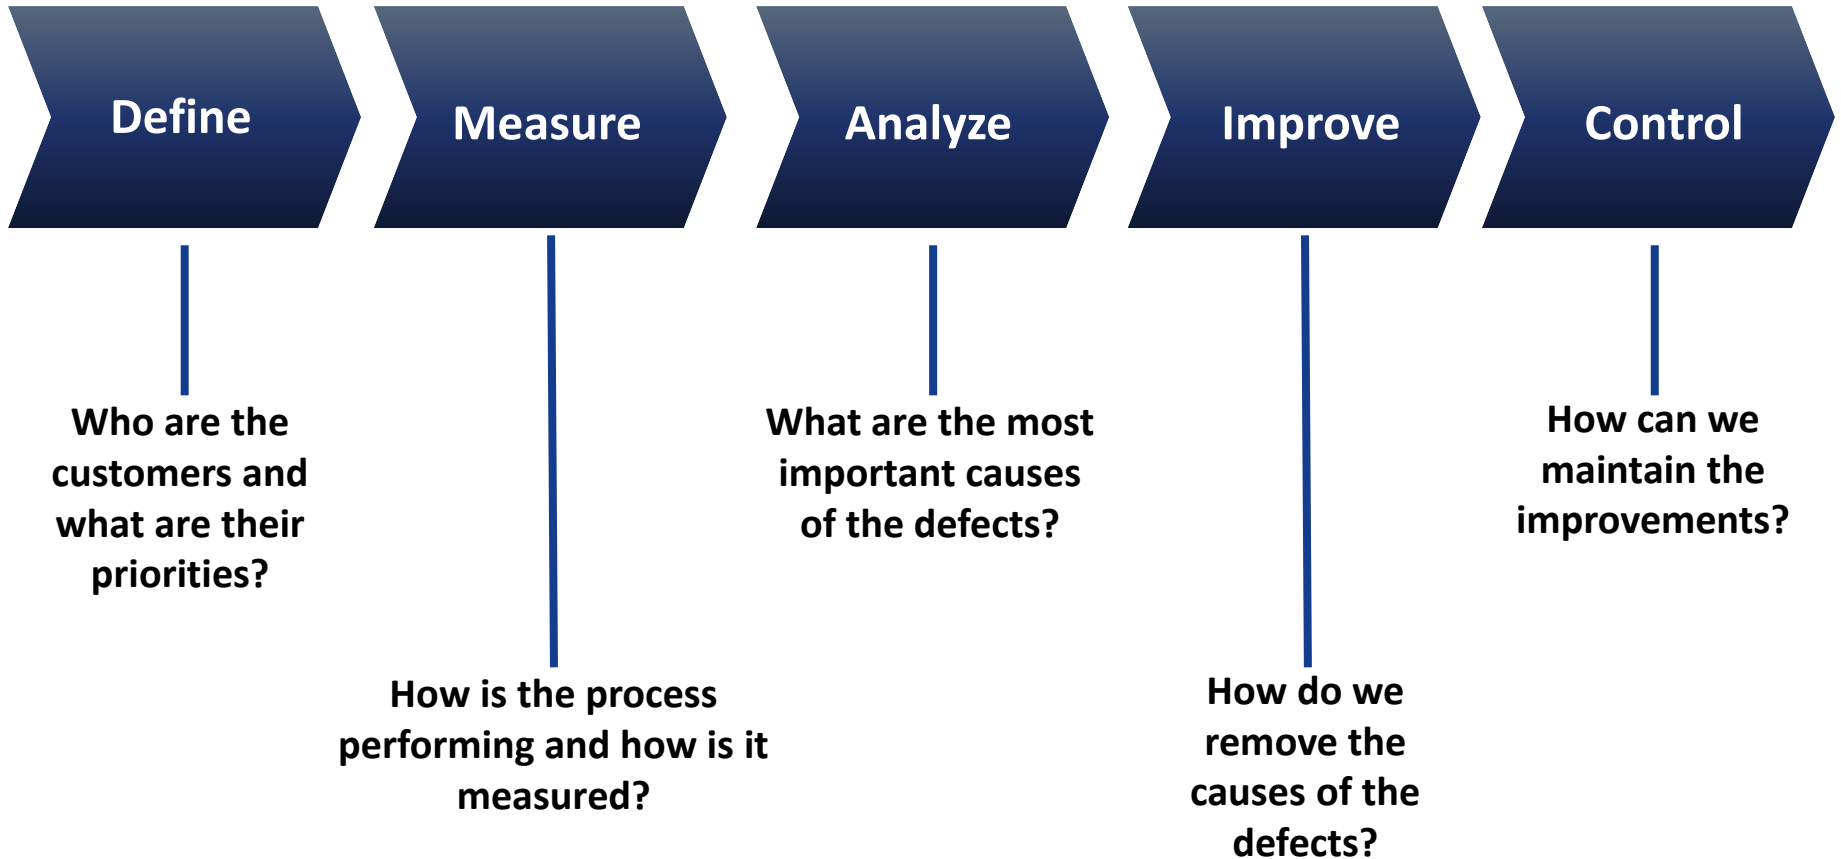 Define
Measure
Analyze
Improve
Control
Who are the
customers and
what are their
priorities?
How is the process
performing and how is it
measured?
What are the most
important causes
of the defects?
How do we
remove the
causes of the
defects?
How can we
maintain the
improvements?